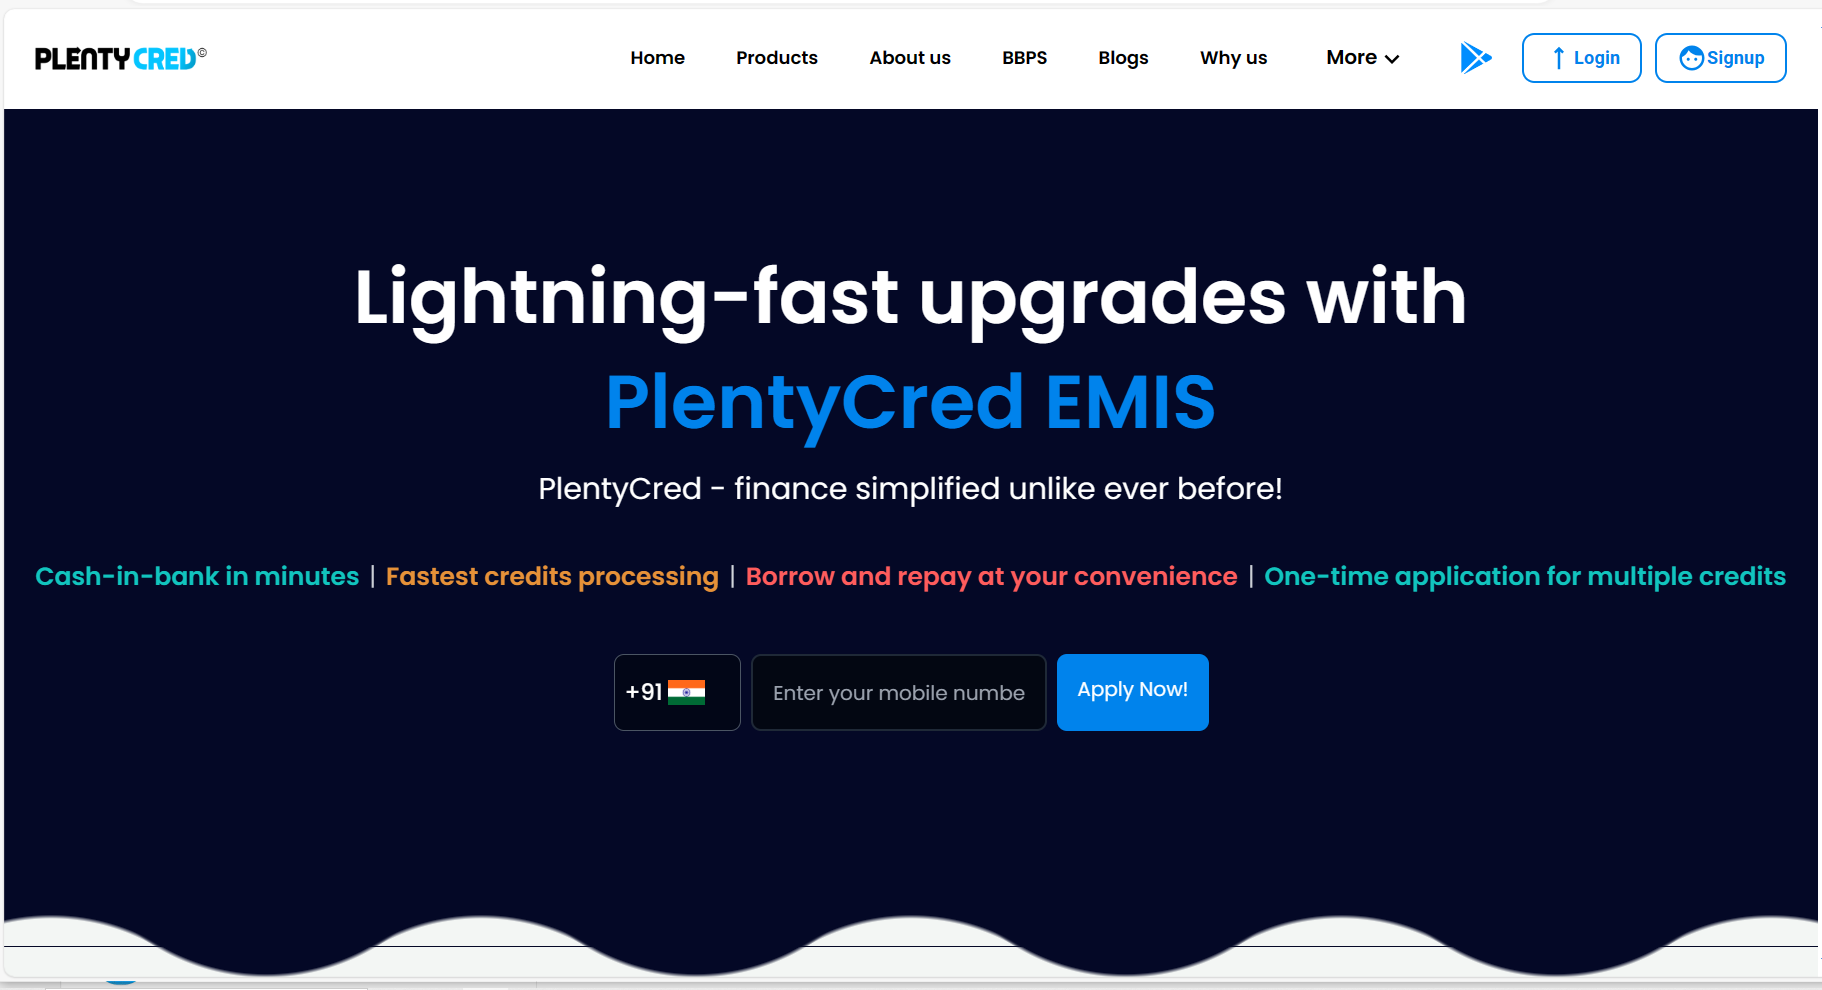 PLENTYCRED©
Home Products About us BBPS Blogs Why us More Login Signup
Lightning-fast upgrades with
PlentyCred EMIS
PlentyCred - finance simplified unlike ever before!
Cash-in-bank in minutes | Fastest credits processing | Borrow and repay at your convenience | One-time application for multiple credits
+91 Enter your mobile numbe Apply Now!